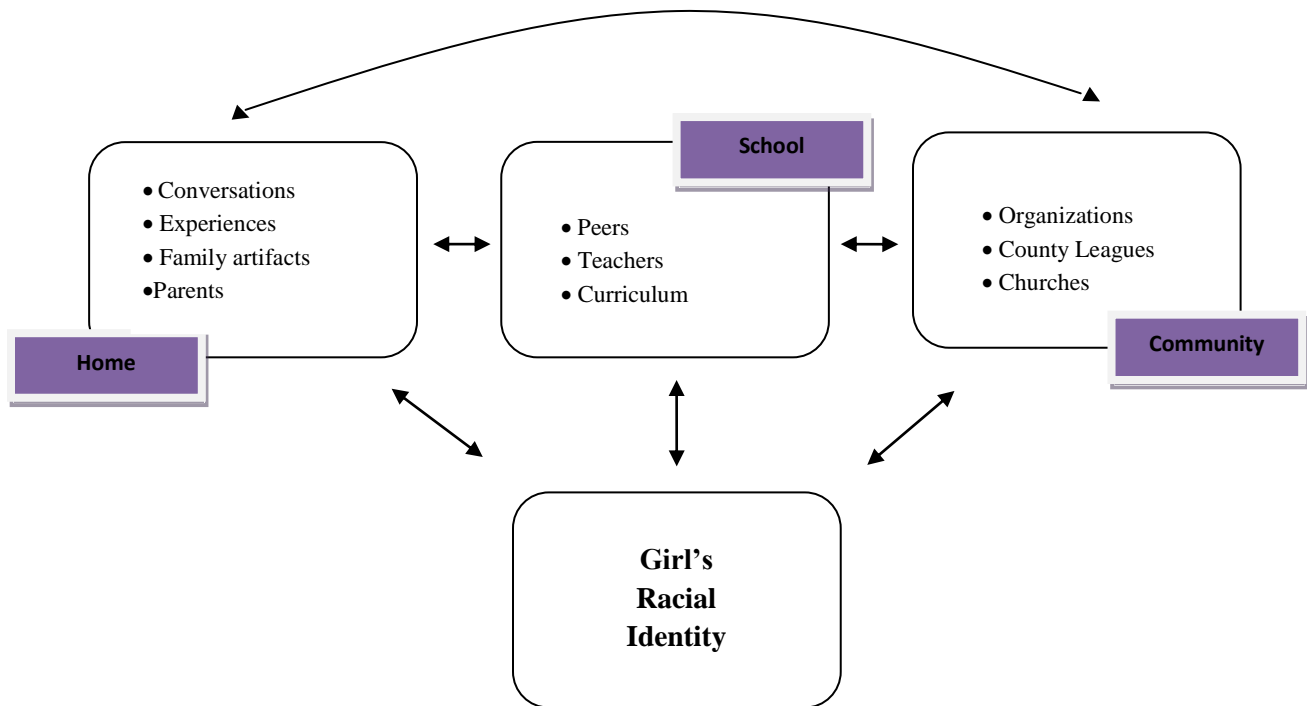 School
• Conversations
• Experiences
• Family artifacts
•Parents
Home
• Peers
• Teachers
• Curriculum
• Organizations
• County Leagues
• Churches
Community
Girl’s
Racial
Identity